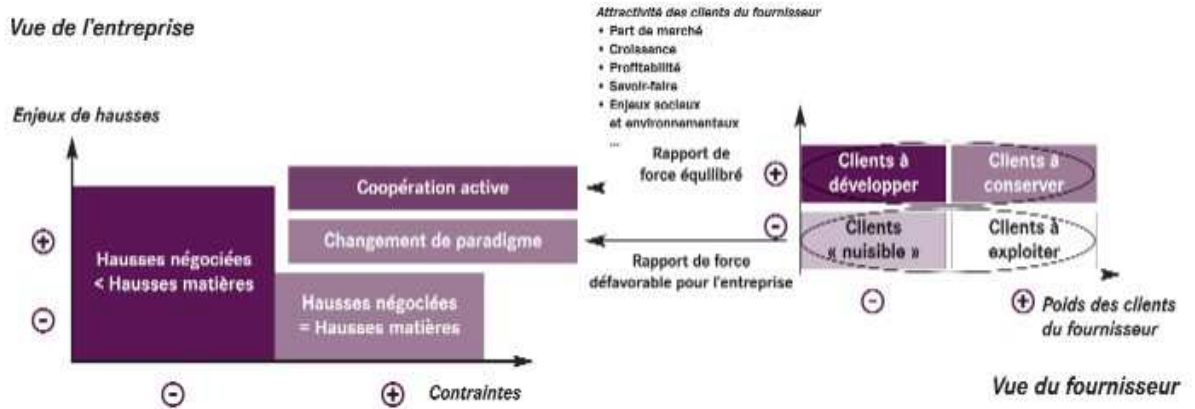 Vue de l'entreprise
Enjeux de hausses
Hausses négociées
< Hausses matières
Coopération active
Changement de paradigme
Hausses négociées
= Hausses matières
Contraintes
Attractivité des clients du fournisseur
• Part de marché
• Croissance
• Profitabilité
• Savoir-faire
• Enjeux sociaux
et environnementaux
...
Rapport de
force équilibré
Rapport de force
défavorable pour l'entreprise
Clients à
développer
Clients à
conserver
Clients
« nuisible »
Clients à
exploiter
Poids des clients
du fournisseur
Vue du fournisseur